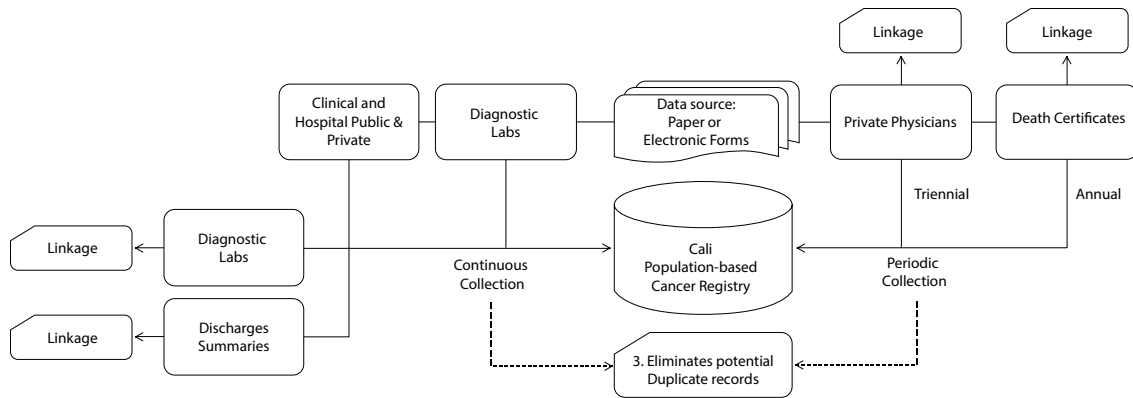 Linkage
Linkage
Clinical and
Hospital Public &
Private
Diagnostic
Labs
Data source:
Paper or
Electronic Forms
Private Physicians
Death Certificates
Triennial
Annual
Linkage
Diagnostic
Labs
Continuous
Collection
Cali
Population-based
Cancer Registry
Periodic
Collection
Linkage
Discharges
Summaries
3. Eliminates potential
Duplicate records